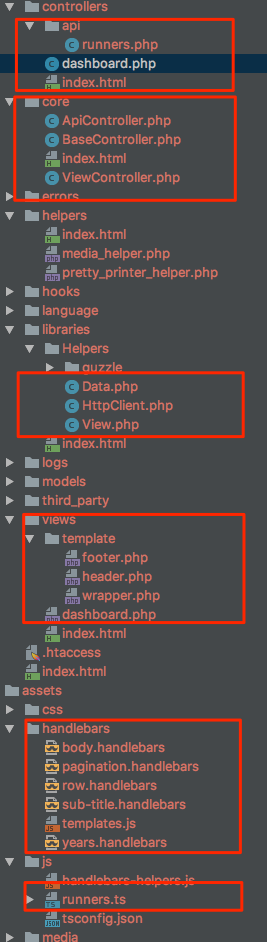 controllers
api
runners.php
dashboard.php
index.html
core
ApiController.php
BaseController.php
index.html
ViewController.php
errors
helpers
index.html
media_helper.php
pretty_printer_helper.php
hooks
language
libraries
Helpers
guzzle
Data.php
HttpClient.php
View.php
index.html
logs
models
third_party
views
template
footer.php
header.php
wrapper.php
dashboard.php
index.html
.htaccess
index.html
assets
css
handlebars
body.handlebars
pagination.handlebars
row.handlebars
sub-title.handlebars
templates.js
years.handlebars
js
handlebars-helpers.js
runners.ts
tsconfig.json
media